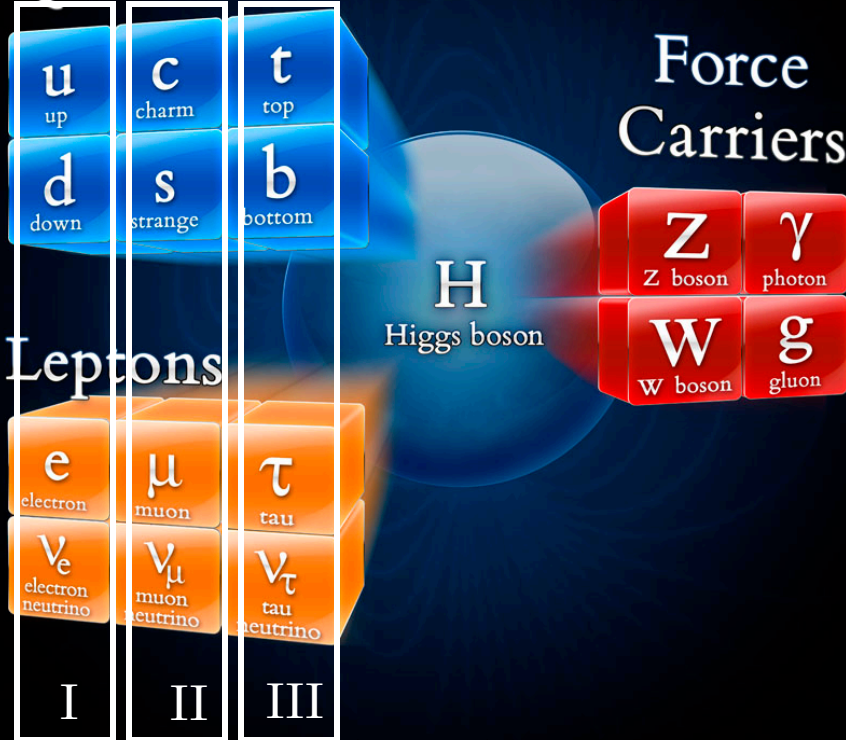 u c t
up charm top
d s b
down strange bottom
Force
Carriers
Z γ
Z boson photon
H
Higgs boson
W g
W boson gluon
Leptons
e μ τ
electron muon tau
νe νμ ντ
electron muon tau
neutrino neutrino neutrino
I II III